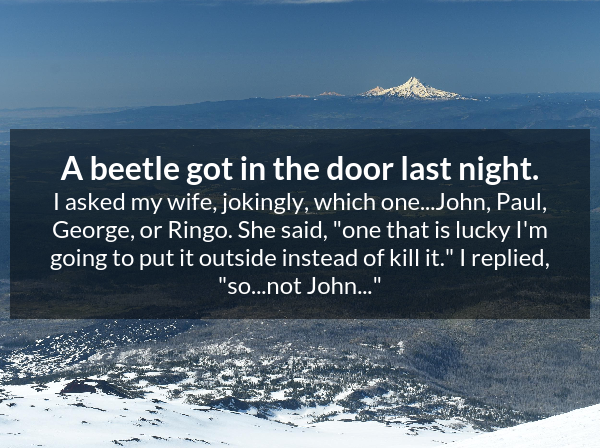 A beetle got in the door last night.
I asked my wife, jokingly, which one...John, Paul,
George, or Ringo. She said, "one that is lucky I'm
going to put it outside instead of kill it." I replied,
"so...not John..."